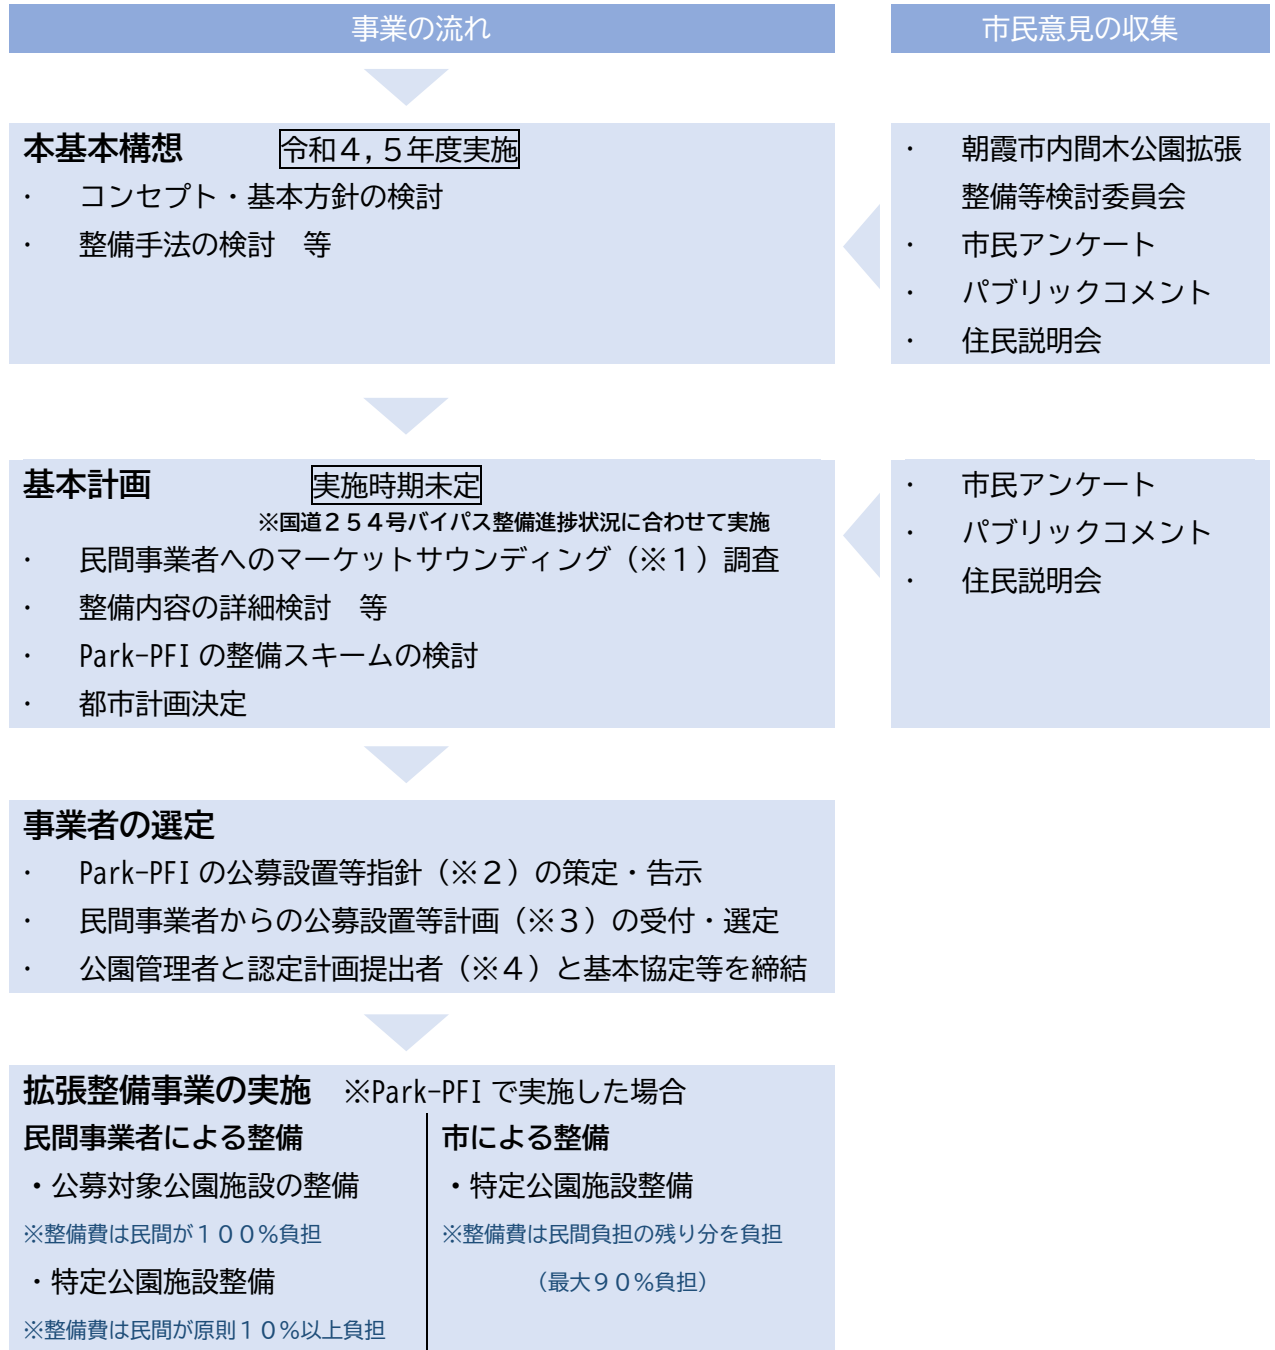 事業の流れ
市民意見の収集
本基本構想 令和４，５年度実施
・ コンセプト・基本方針の検討
・ 整備手法の検討 等
・ 朝霞市内間木公園拡張
整備等検討委員会
・ 市民アンケート
・ パブリックコメント
・ 住民説明会
基本計画 実施時期未定
※国道２５４号バイパス整備進捗状況に合わせて実施
・ 民間事業者へのマーケットサウンディング（※１）調査
・ 整備内容の詳細検討 等
・ Park-PFI の整備スキームの検討
・ 都市計画決定
・ 市民アンケート
・ パブリックコメント
・ 住民説明会
事業者の選定
・ Park-PFI の公募設置等指針（※２）の策定・告示
・ 民間事業者からの公募設置等計画（※３）の受付・選定
・ 公園管理者と認定計画提出者（※４）と基本協定等を締結
拡張整備事業の実施 ※Park-PFI で実施した場合
民間事業者による整備
・公募対象公園施設の整備
※整備費は民間が１００％負担
・特定公園施設整備
※整備費は民間が原則１０％以上負担
市による整備
・特定公園施設整備
※整備費は民間負担の残り分を負担
（最大９０％負担）